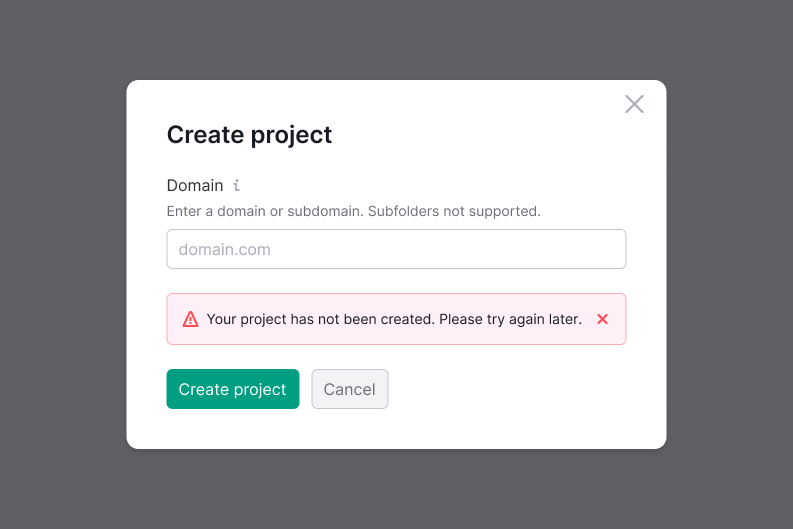 Create project
Domain
Enter a domain or subdomain. Subfolders not supported.
domain.com
Your project has not been created. Please try again later.
Create project
Cancel